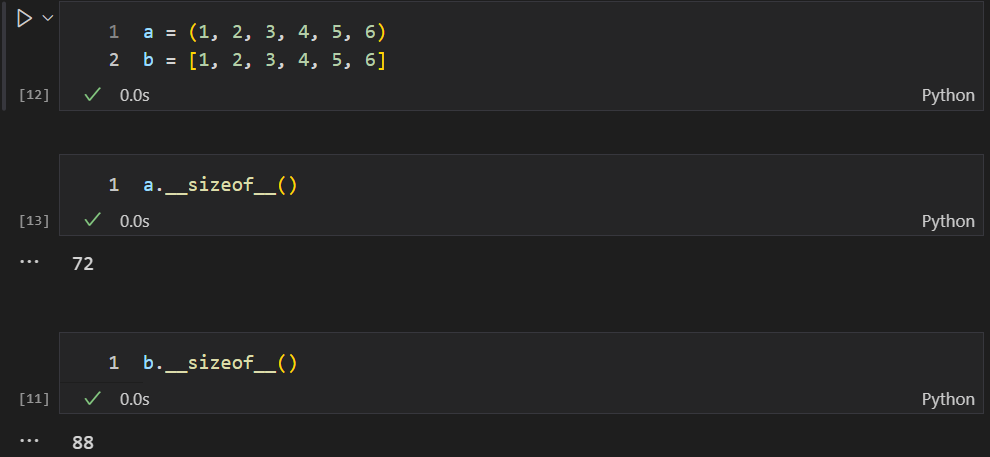 1 a = (1, 2, 3, 4, 5, 6)
2 b = [1, 2, 3, 4, 5, 6]
[12] 0.0s Python
1 a.__sizeof__()
[13] 0.0s Python
... 72
1 b.__sizeof__()
[11] 0.0s Python
... 88